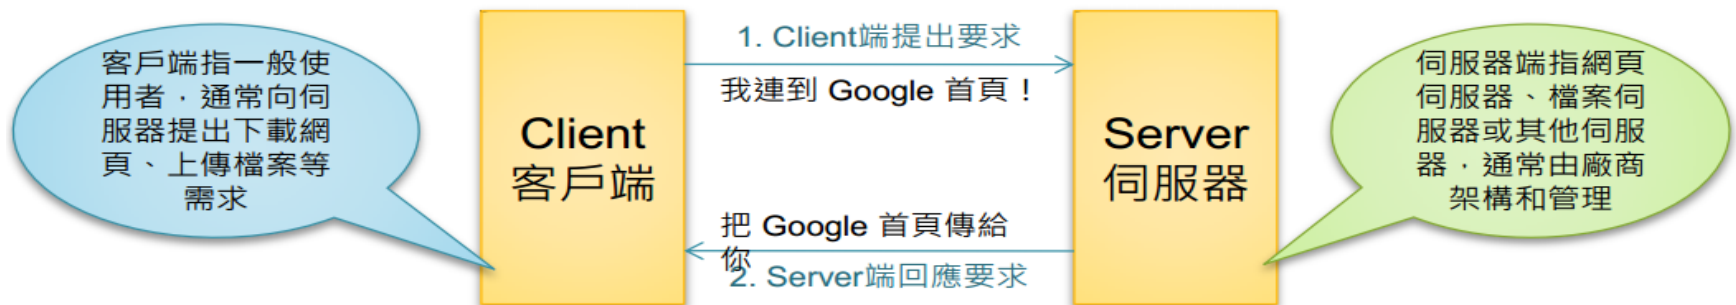 客戶端指一般使
用者，通常向伺
服器提出下載網
頁、上傳檔案等
需求
Client
客戶端
1. Client端提出要求
我連到 Google 首頁！
把 Google 首頁傳給
你
2. Server端回應要求
Server
伺服器
伺服器端指網頁
伺服器、檔案伺
服器或其他伺服
器，通常由廠商
架構和管理